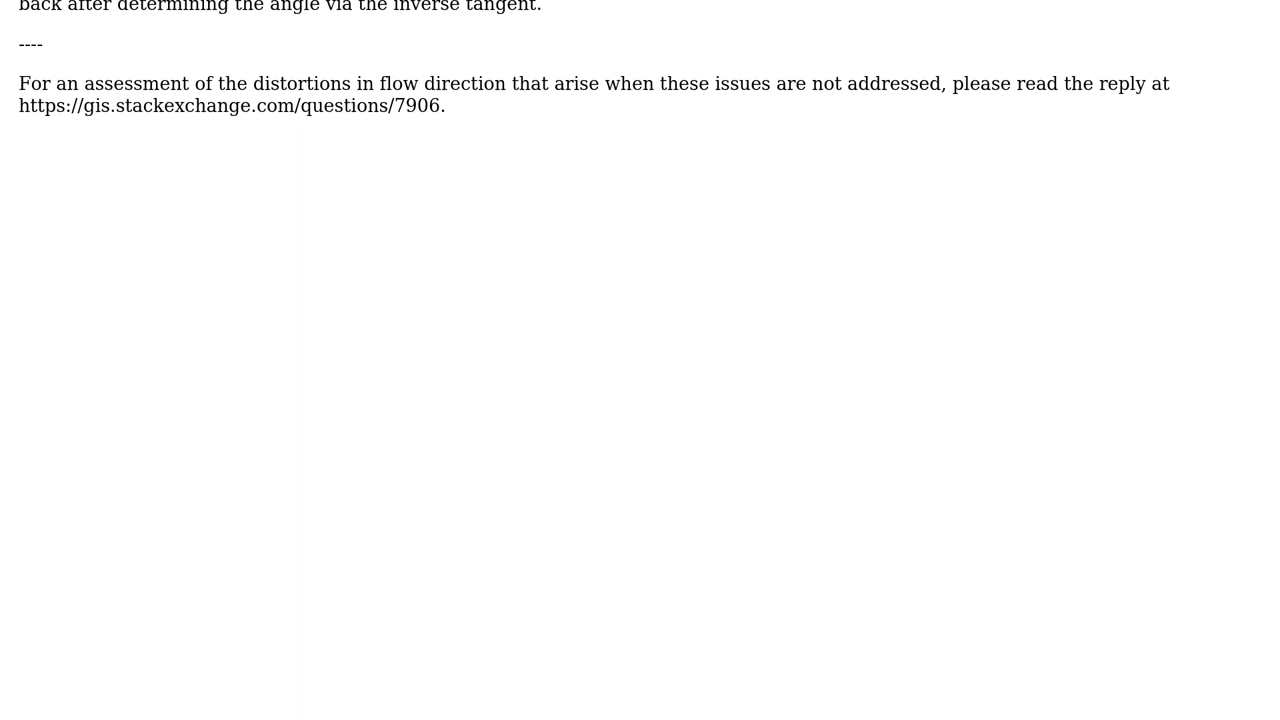 back after determining the angle via the inverse tangent.
----
For an assessment of the distortions in flow direction that arise when these issues are not addressed, please read the reply at
https://gis.stackexchange.com/questions/7906.